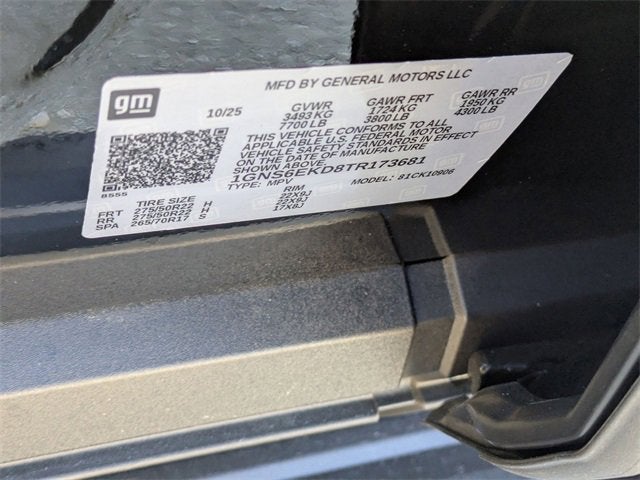 gm
MFD BY GENERAL MOTORS LLC
10/25 GVWR GAWR FRT GAWR RR
3493 KG 1724 KG 1950 KG
7700 LB 3800 LB 4300 LB
THIS VEHICLE CONFORMS TO ALL
APPLICABLE U.S. FEDERAL MOTOR
VEHICLE SAFETY STANDARDS IN EFFECT
ON THE DATE OF MANUFACTURE
SHOWN ABOVE.
1GNS6EKD8TR173681
8555 TYPE: MPV MODEL: 81CK10906
TIRE SIZE RIM
FRT 275/50R22 H 22X9J
RR 275/50R22 H 22X9J
SPA 265/70R17 S 17X8J